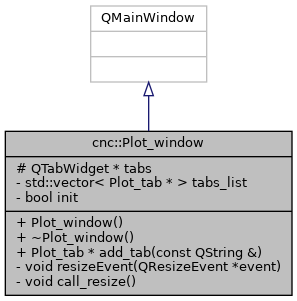 QMainWindow
cnc::Plot_window
# QTabWidget * tabs
- std::vector< Plot_tab * > tabs_list
- bool init
+ Plot_window()
+ ~Plot_window()
+ Plot_tab * add_tab(const QString &)
- void resizeEvent(QResizeEvent *event)
- void call_resize()